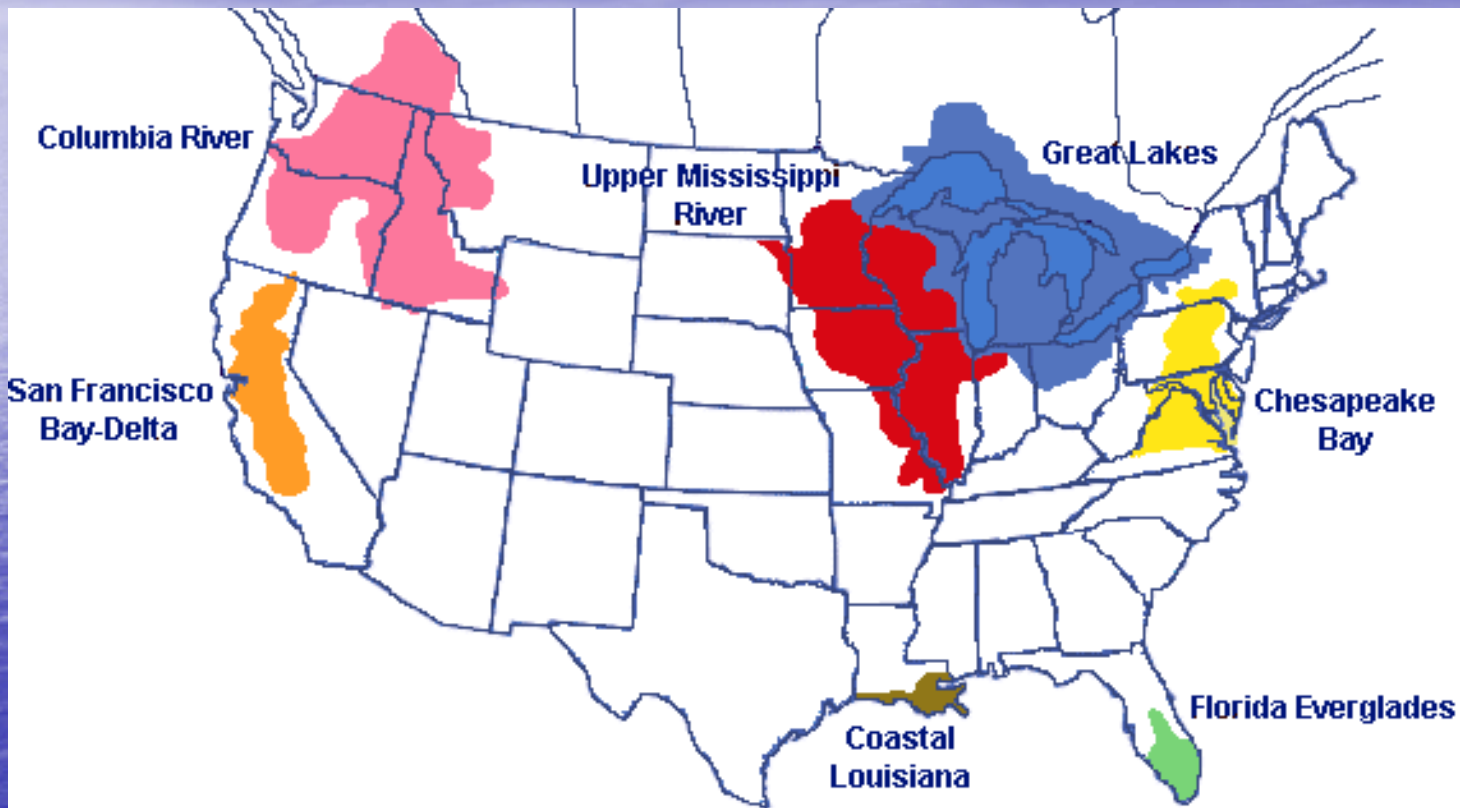 Columbia River
Upper Mississippi
River
Great Lakes
San Francisco
Bay-Delta
Chesapeake
Bay
Coastal
Louisiana
Florida Everglades